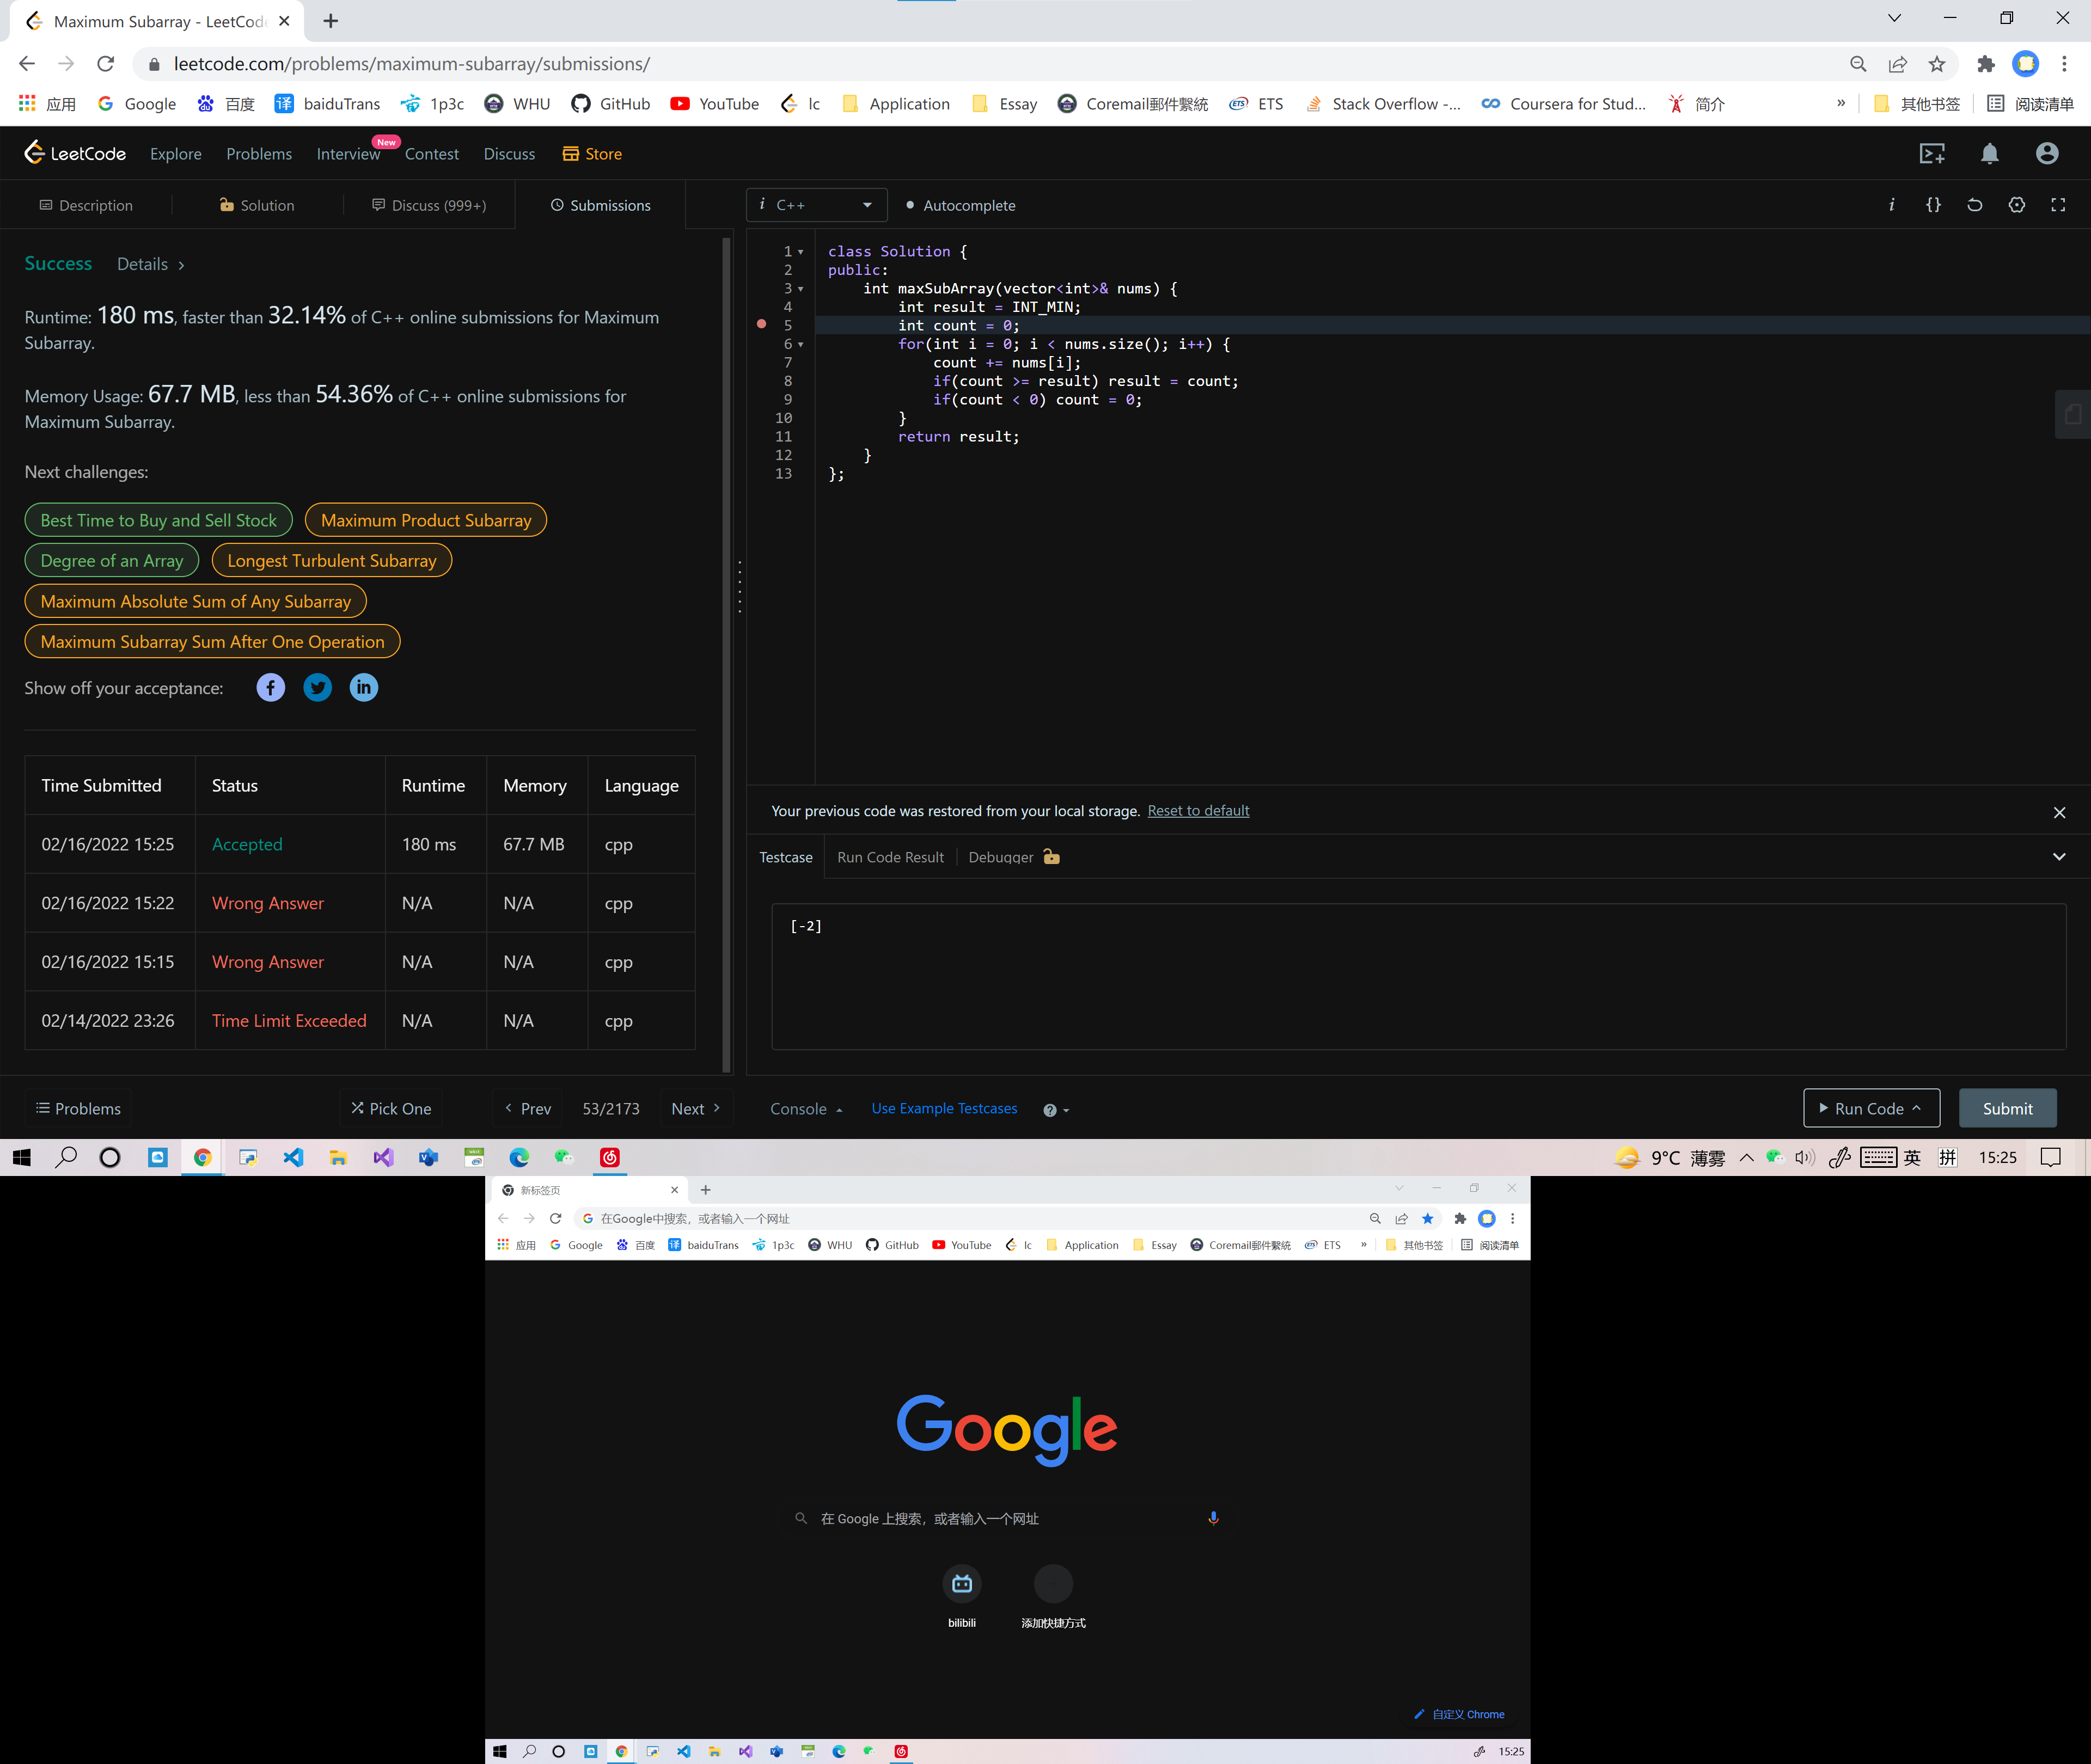 Maximum Subarray - LeetCod
leetcode.com/problems/maximum-subarray/submissions/
应用 Google 百度 baiduTrans 1p3c WHU GitHub YouTube lc Application Essay Coremail郵件繫統 ETS Stack Overflow -... Coursera for Stud... 简介 » 其他书签 阅读清单
LeetCode Explore Problems Interview New Contest Discuss Store
Description Solution Discuss (999+) Submissions
i C++ Autocomplete
Success Details >
Runtime: 180 ms, faster than 32.14% of C++ online submissions for Maximum
Subarray.
Memory Usage: 67.7 MB, less than 54.36% of C++ online submissions for
Maximum Subarray.
Next challenges:
Best Time to Buy and Sell Stock Maximum Product Subarray
Degree of an Array Longest Turbulent Subarray
Maximum Absolute Sum of Any Subarray
Maximum Subarray Sum After One Operation
Show off your acceptance:
Time Submitted Status Runtime Memory Language
02/16/2022 15:25 Accepted 180 ms 67.7 MB cpp
02/16/2022 15:22 Wrong Answer N/A N/A cpp
02/16/2022 15:15 Wrong Answer N/A N/A cpp
02/14/2022 23:26 Time Limit Exceeded N/A N/A cpp
1 class Solution {
2 public:
3 int maxSubArray(vector<int>& nums) {
4 int result = INT_MIN;
5 int count = 0;
6 for(int i = 0; i < nums.size(); i++) {
7 count += nums[i];
8 if(count >= result) result = count;
9 if(count < 0) count = 0;
10 }
11 return result;
12 }
13 };
Your previous code was restored from your local storage. Reset to default
Testcase Run Code Result Debugger
[-2]
Problems Pick One Prev 53/2173 Next Console Use Example Testcases Run Code Submit
9°C 薄雾 英 拼 15:25
新标签页
在Google中搜索，或者输入一个网址
应用 Google 百度 baiduTrans 1p3c WHU GitHub YouTube lc Application Essay Coremail郵件繫統 ETS » 其他书签 阅读清单
Google
在 Google 上搜索，或者输入一个网址
bilibili 添加快捷方式
自定义 Chrome
15:25